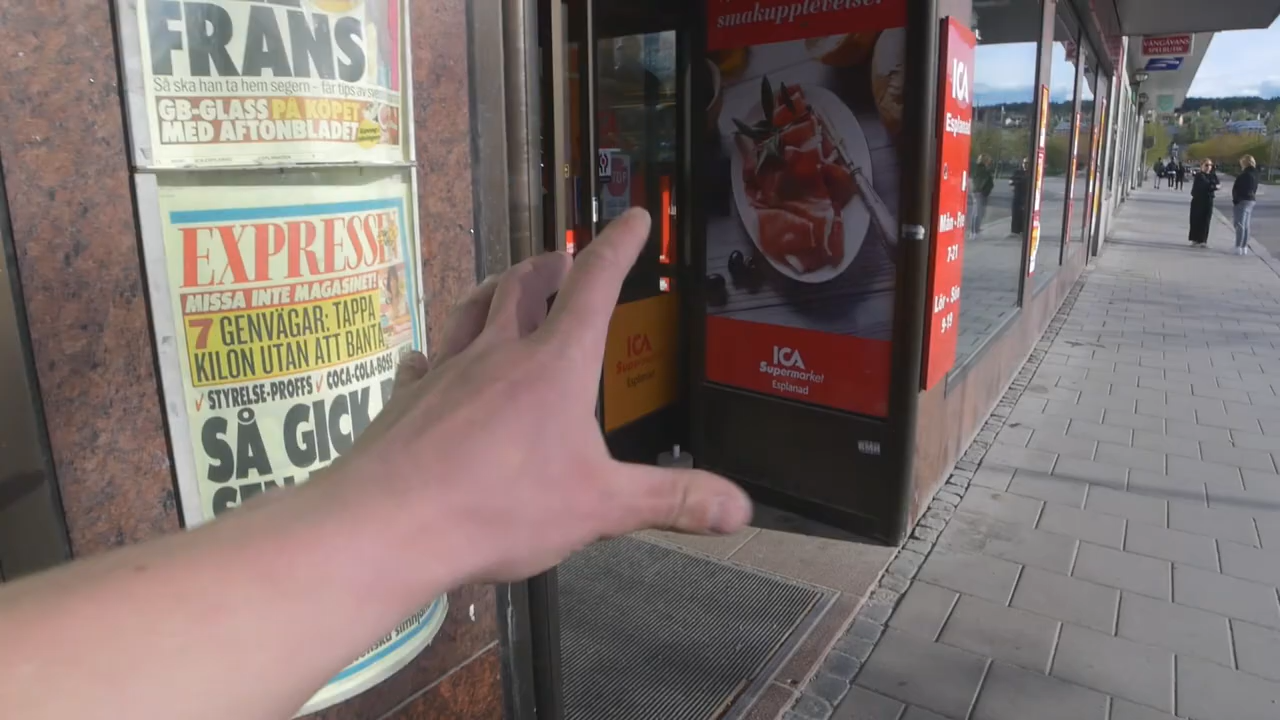 FRANS
Så ska han ta hem segern - får tips av
GB-GLASS PÅ KÖPET
MED AFTONBLADET
EXPRESSEN
MISSA INTE MAGASINET!
7 GENVÄGAR: TAPPA
KILON UTAN ATT BANTA
✓ STYRELSE-PROFFS ✓ COCA-COLA-BOSS
SÅ GICK
smakupplevelse.
ICA
Supermarket
Esplanad
ICA
Supermarket
Esplanad
ICA
Esplanad
Mån - Fre
7-21
Lör - Sön
9-19